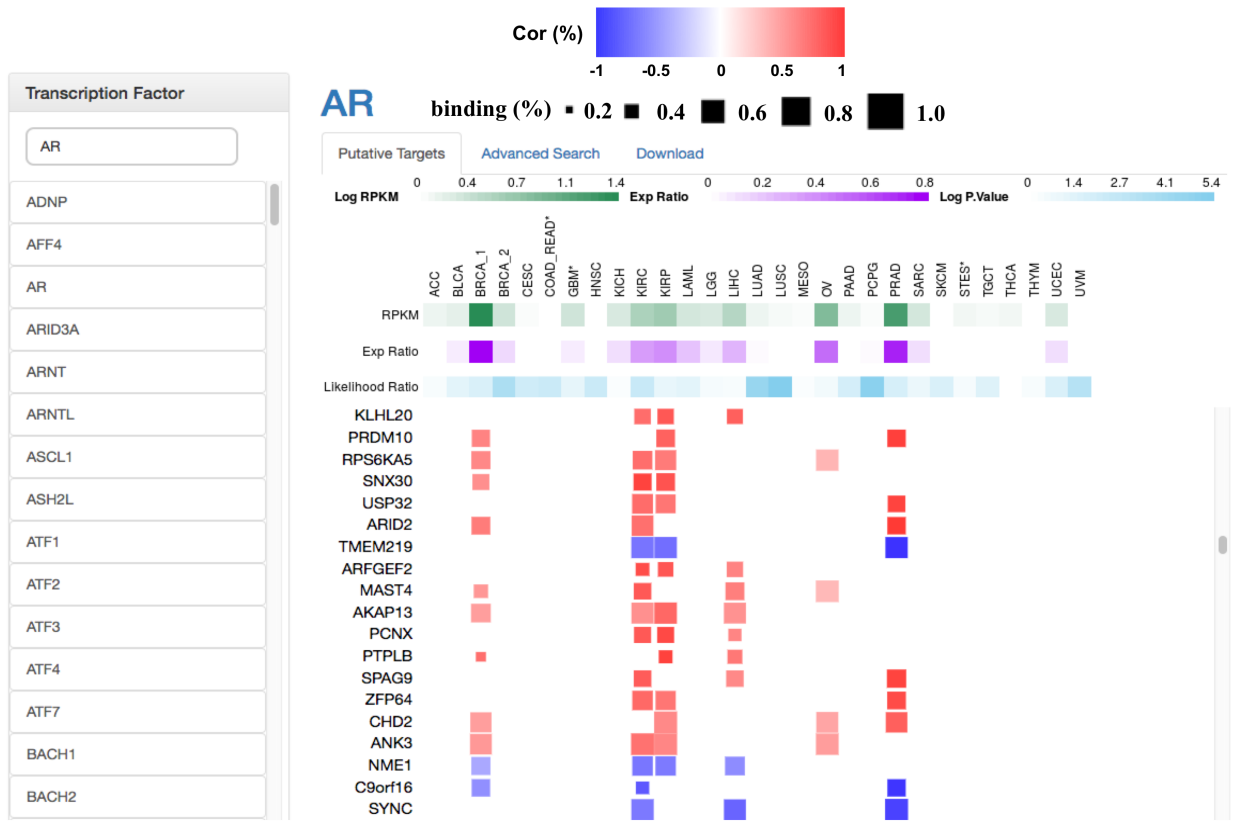 Cor (%)
-1 -0.5 0 0.5 1
Transcription Factor
AR
AR
binding (%) 0.2 0.4 0.6 0.8 1.0
Putative Targets Advanced Search Download
0 0.4 0.7 1.1 1.4 0 0.2 0.4 0.6 0.8 0 1.4 2.7 4.1 5.4
Log RPKM Exp Ratio Log P.Value
ADNP
AFF4
AR
ARID3A
ARNT
ARNTL
ASCL1
ASH2L
ATF1
ATF2
ATF3
ATF4
ATF7
BACH1
BACH2
ACC
BLCA
BRCA_1
BRCA_2
CESC
COAD_READ*
GBM*
HNSC
KICH
KIRC
KIRP
LAML
LGG
LIHC
LUAD
LUSC
MESO
OV
PAAD
PCPG
PRAD
SARC
SKCM
STES*
TGCT
THCA
THYM
UCEC
UVM
RPKM
Exp Ratio
Likelihood Ratio
KLHL20
PRDM10
RPS6KA5
SNX30
USP32
ARID2
TMEM219
ARFGEF2
MAST4
AKAP13
PCNX
PTPLB
SPAG9
ZFP64
CHD2
ANK3
NME1
C9orf16
SYNC